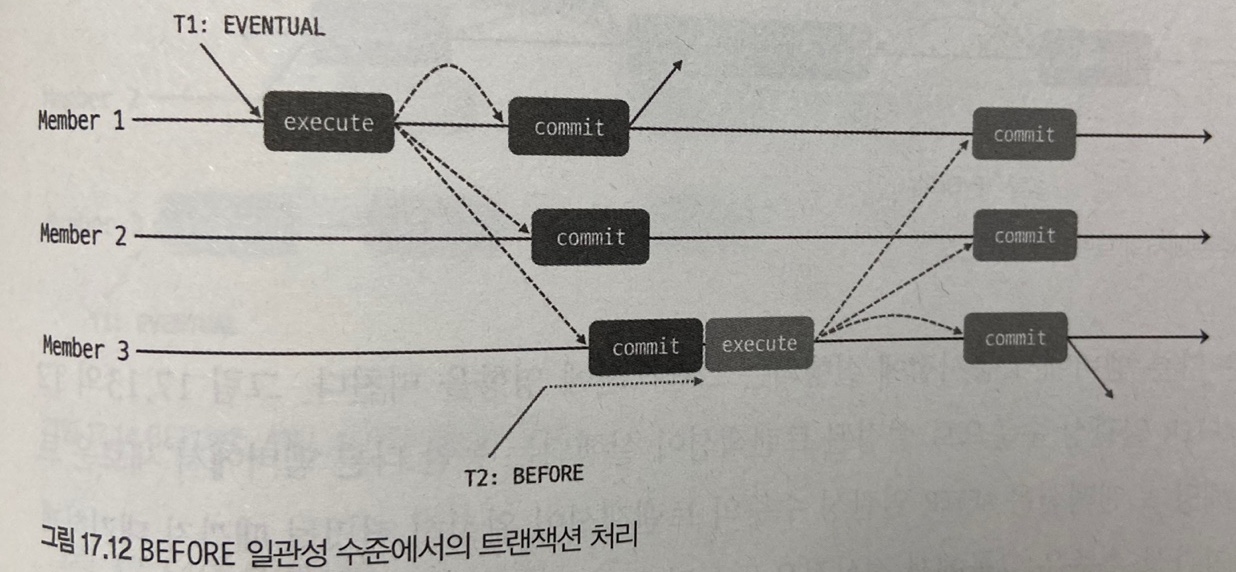 T1: EVENTUAL
Member 1
execute
commit
commit
Member 2
commit
commit
Member 3
commit
execute
commit
T2: BEFORE
그림 17.12 BEFORE 일관성 수준에서의 트랜잭션 처리